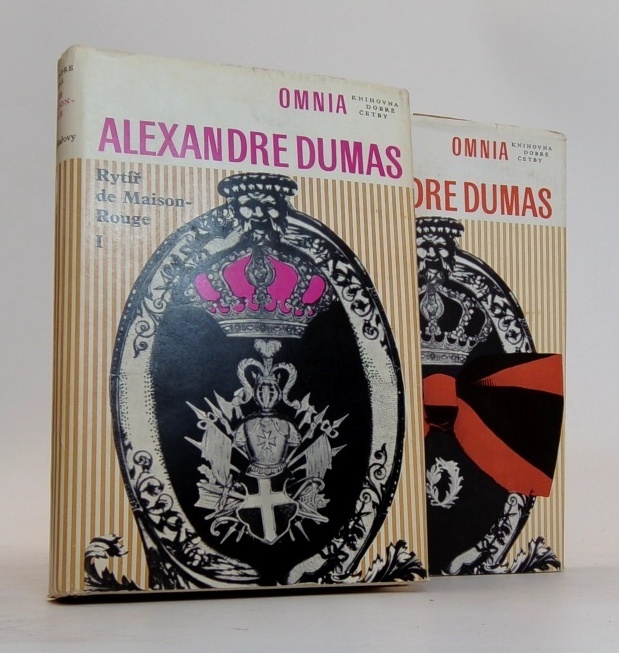 OMNIA
KNIHOVNA
DOBRÉ
ČETBY
ALEXANDRE DUMAS
Rytíř
de Maison-
Rouge
I
OMNIA
KNIHOVNA
DOBRÉ
ČETBY
DRE DUMAS